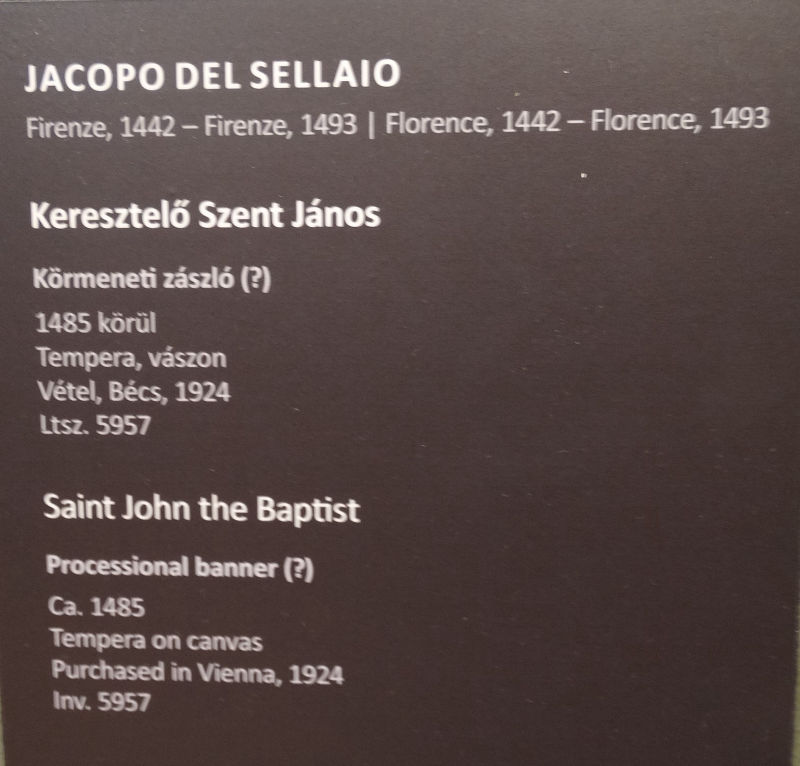 JACOPO DEL SELLAIO
Firenze, 1442 – Firenze, 1493 | Florence, 1442 – Florence, 1493
Keresztelő Szent János
Körmeneti zászló (?)
1485 körül
Tempera, vászon
Vétel, Bécs, 1924
Ltsz. 5957
Saint John the Baptist
Processional banner (?)
Ca. 1485
Tempera on canvas
Purchased in Vienna, 1924
Inv. 5957